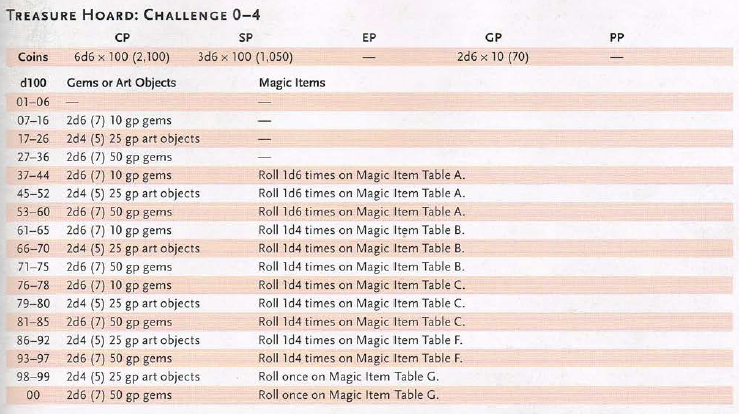 TREASURE HOARD: CHALLENGE 0–4
CP SP EP GP PP
Coins 6d6 × 100 (2,100) 3d6 × 100 (1,050) — 2d6 × 10 (70) —
d100 Gems or Art Objects Magic Items
01–06 — —
07–16 2d6 (7) 10 gp gems —
17–26 2d4 (5) 25 gp art objects —
27–36 2d6 (7) 50 gp gems —
37–44 2d6 (7) 10 gp gems Roll 1d6 times on Magic Item Table A.
45–52 2d4 (5) 25 gp art objects Roll 1d6 times on Magic Item Table A.
53–60 2d6 (7) 50 gp gems Roll 1d6 times on Magic Item Table A.
61–65 2d6 (7) 10 gp gems Roll 1d4 times on Magic Item Table B.
66–70 2d4 (5) 25 gp art objects Roll 1d4 times on Magic Item Table B.
71–75 2d6 (7) 50 gp gems Roll 1d4 times on Magic Item Table B.
76–78 2d6 (7) 10 gp gems Roll 1d4 times on Magic Item Table C.
79–80 2d4 (5) 25 gp art objects Roll 1d4 times on Magic Item Table C.
81–85 2d6 (7) 50 gp gems Roll 1d4 times on Magic Item Table C.
86–92 2d4 (5) 25 gp art objects Roll 1d4 times on Magic Item Table F.
93–97 2d6 (7) 50 gp gems Roll 1d4 times on Magic Item Table F.
98–99 2d4 (5) 25 gp art objects Roll once on Magic Item Table G.
00 2d6 (7) 50 gp gems Roll once on Magic Item Table G.